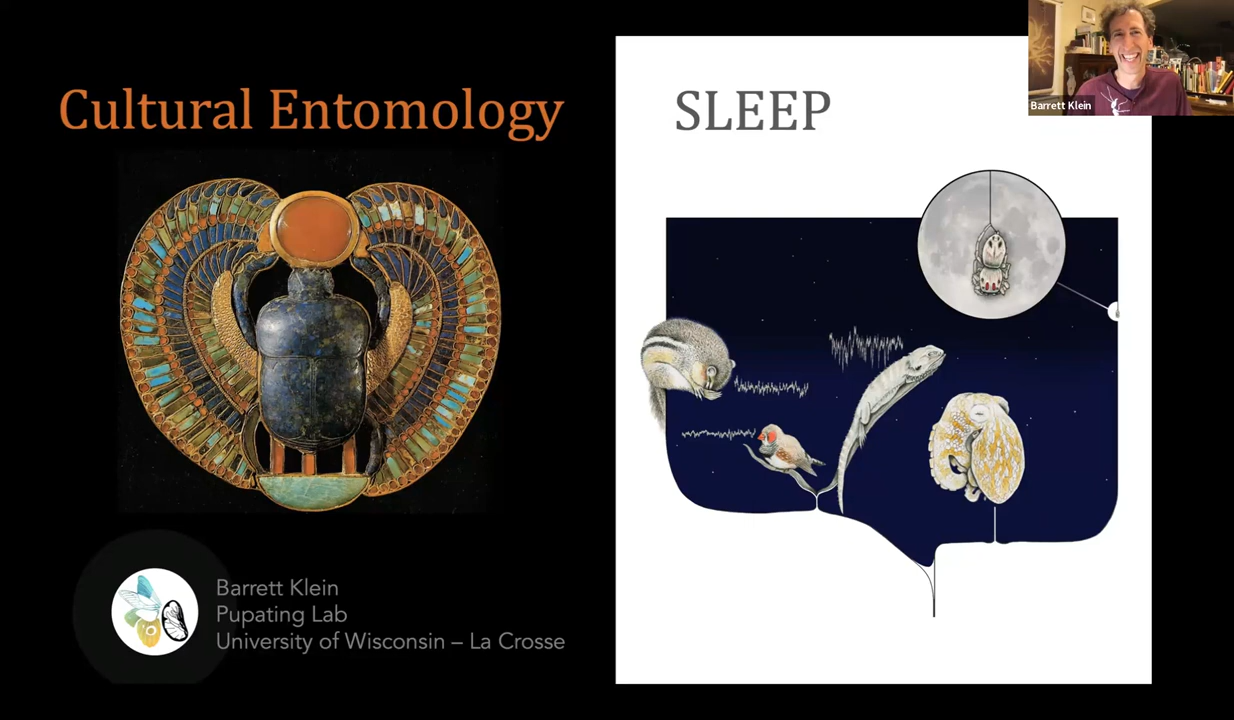 Cultural Entomology
SLEEP
Barrett Klein
Barrett Klein
Pupating Lab
University of Wisconsin – La Crosse